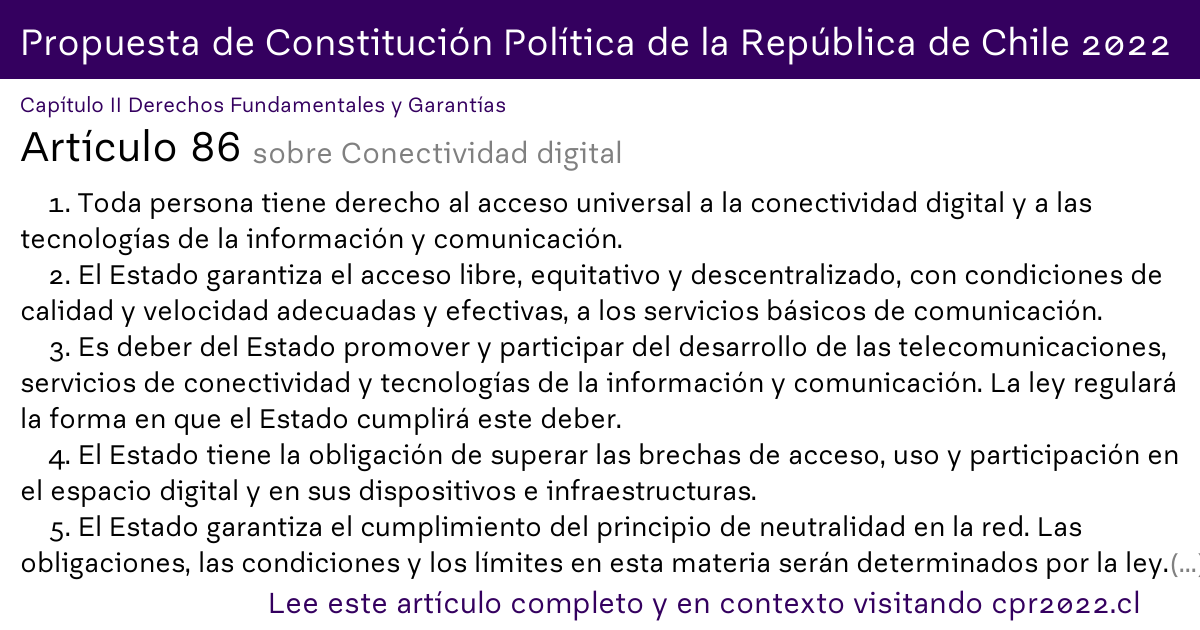 Propuesta de Constitución Política de la República de Chile 2022
Capítulo II Derechos Fundamentales y Garantías
Artículo 86 sobre Conectividad digital
1. Toda persona tiene derecho al acceso universal a la conectividad digital y a las
tecnologías de la información y comunicación.
2. El Estado garantiza el acceso libre, equitativo y descentralizado, con condiciones de
calidad y velocidad adecuadas y efectivas, a los servicios básicos de comunicación.
3. Es deber del Estado promover y participar del desarrollo de las telecomunicaciones,
servicios de conectividad y tecnologías de la información y comunicación. La ley regulará
la forma en que el Estado cumplirá este deber.
4. El Estado tiene la obligación de superar las brechas de acceso, uso y participación en
el espacio digital y en sus dispositivos e infraestructuras.
5. El Estado garantiza el cumplimiento del principio de neutralidad en la red. Las
obligaciones, las condiciones y los límites en esta materia serán determinados por la ley.(...)
Lee este artículo completo y en contexto visitando cpr2022.cl